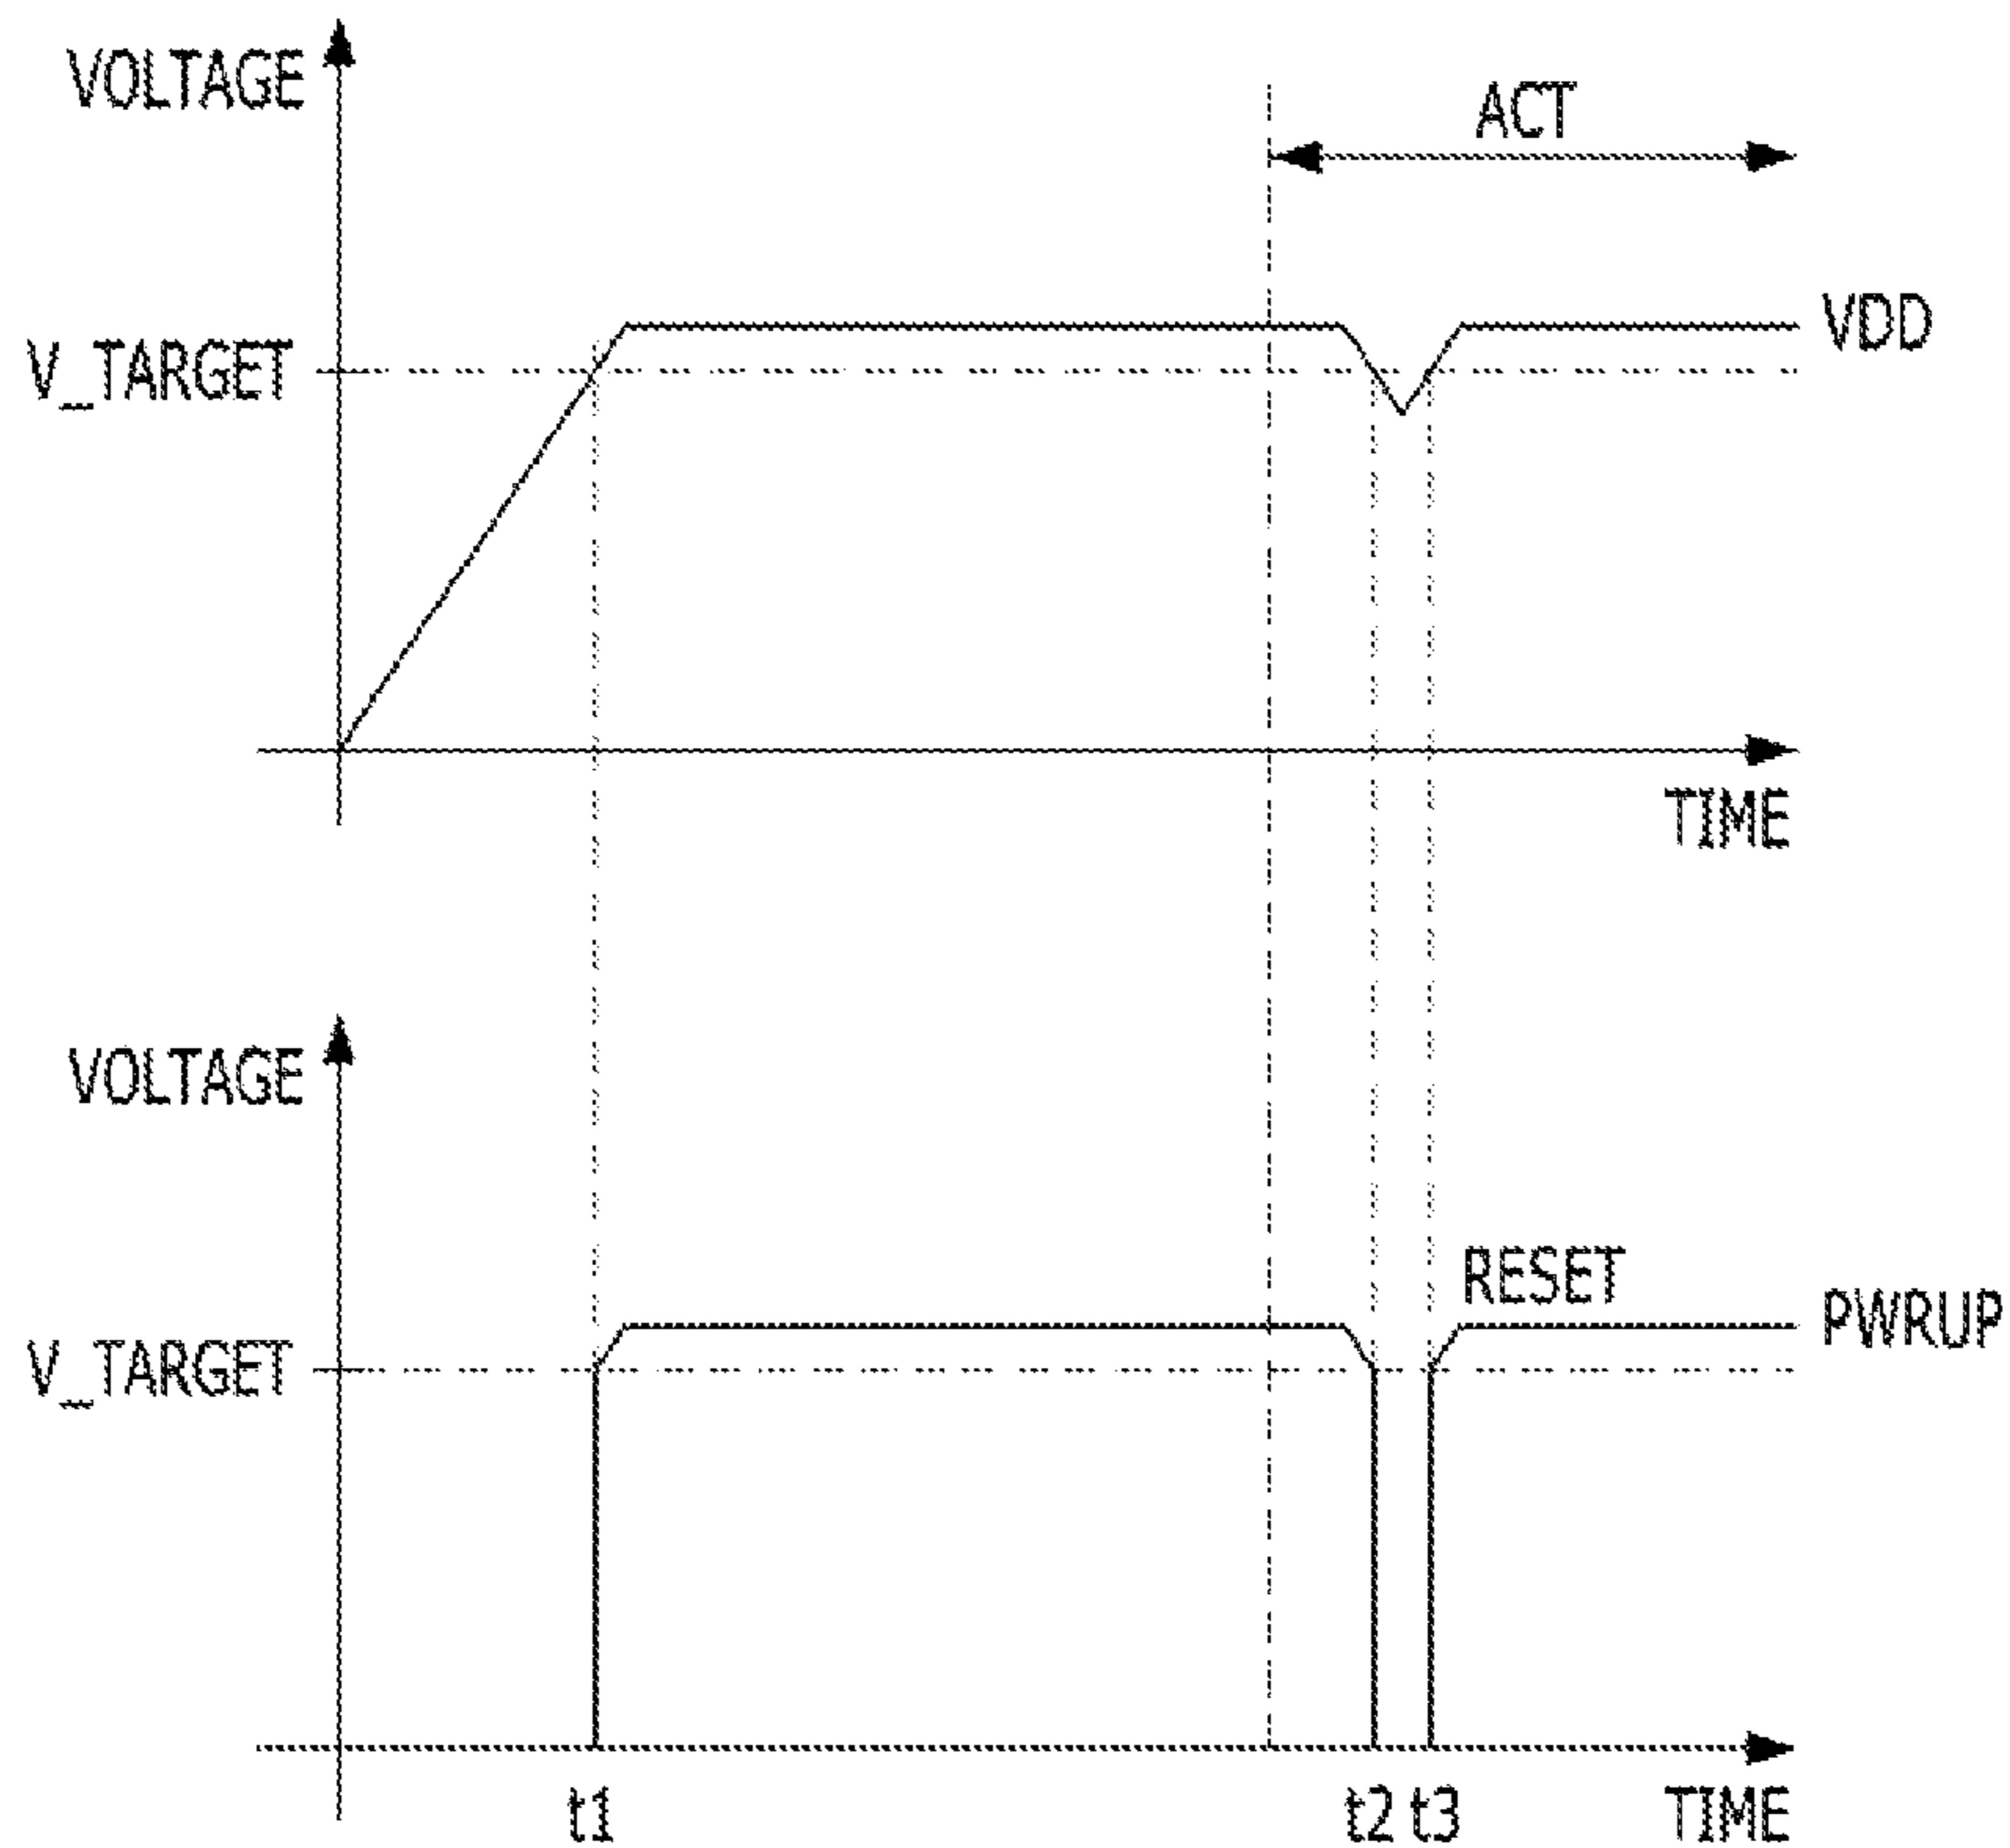 VOLTAGE
ACT
VDD
V_TARGET
TIME
VOLTAGE
RESET
PWRUP
V_TARGET
t1
t2
t3
TIME